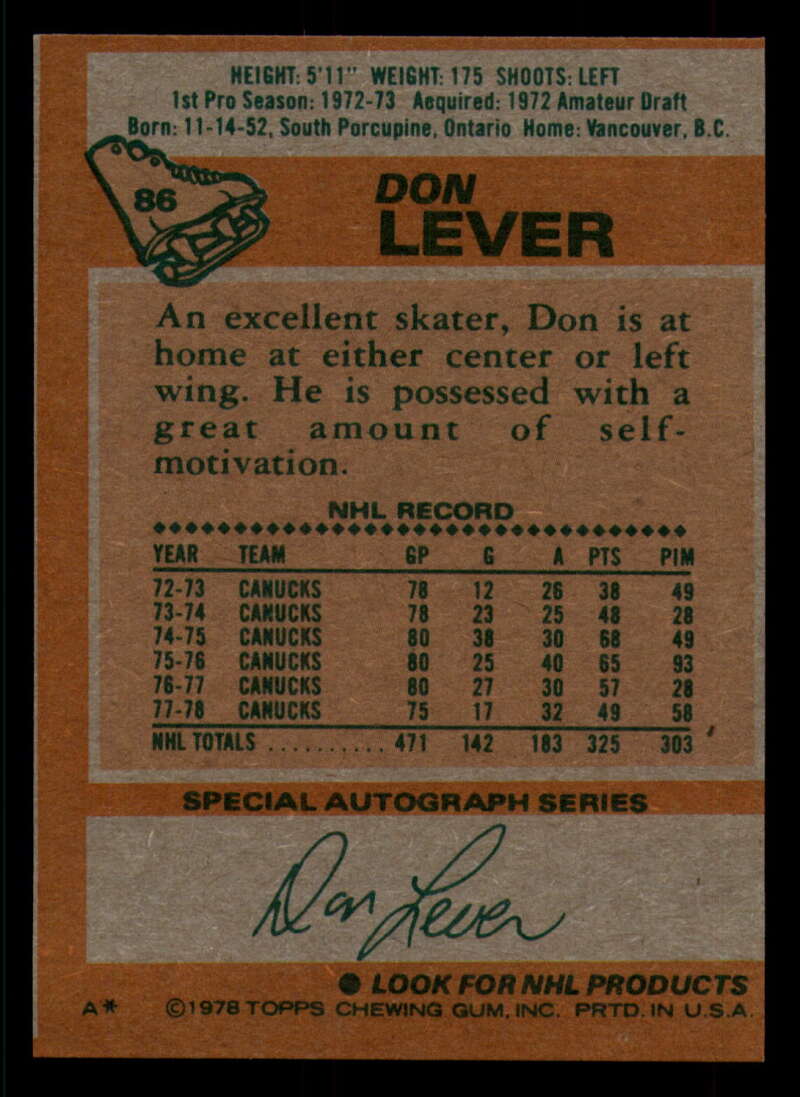 HEIGHT: 5'11" WEIGHT: 175 SHOOTS: LEFT
1st Pro Season: 1972-73 Acquired: 1972 Amateur Draft
Born: 11-14-52, South Porcupine, Ontario Home: Vancouver, B.C.
86
DON
LEVER
An excellent skater, Don is at
home at either center or left
wing. He is possessed with a
great amount of self-
motivation.
NHL RECORD
YEAR TEAM GP G A PTS PIM
72-73 CANUCKS 78 12 26 38 49
73-74 CANUCKS 78 23 25 48 28
74-75 CANUCKS 80 38 30 68 49
75-76 CANUCKS 80 25 40 65 93
76-77 CANUCKS 80 27 30 57 28
77-78 CANUCKS 75 17 32 49 58
NHL TOTALS .......... 471 142 183 325 303
SPECIAL AUTOGRAPH SERIES
Don Lever
● LOOK FOR NHL PRODUCTS
A* ©1978 TOPPS CHEWING GUM, INC. PRTD. IN U.S.A.